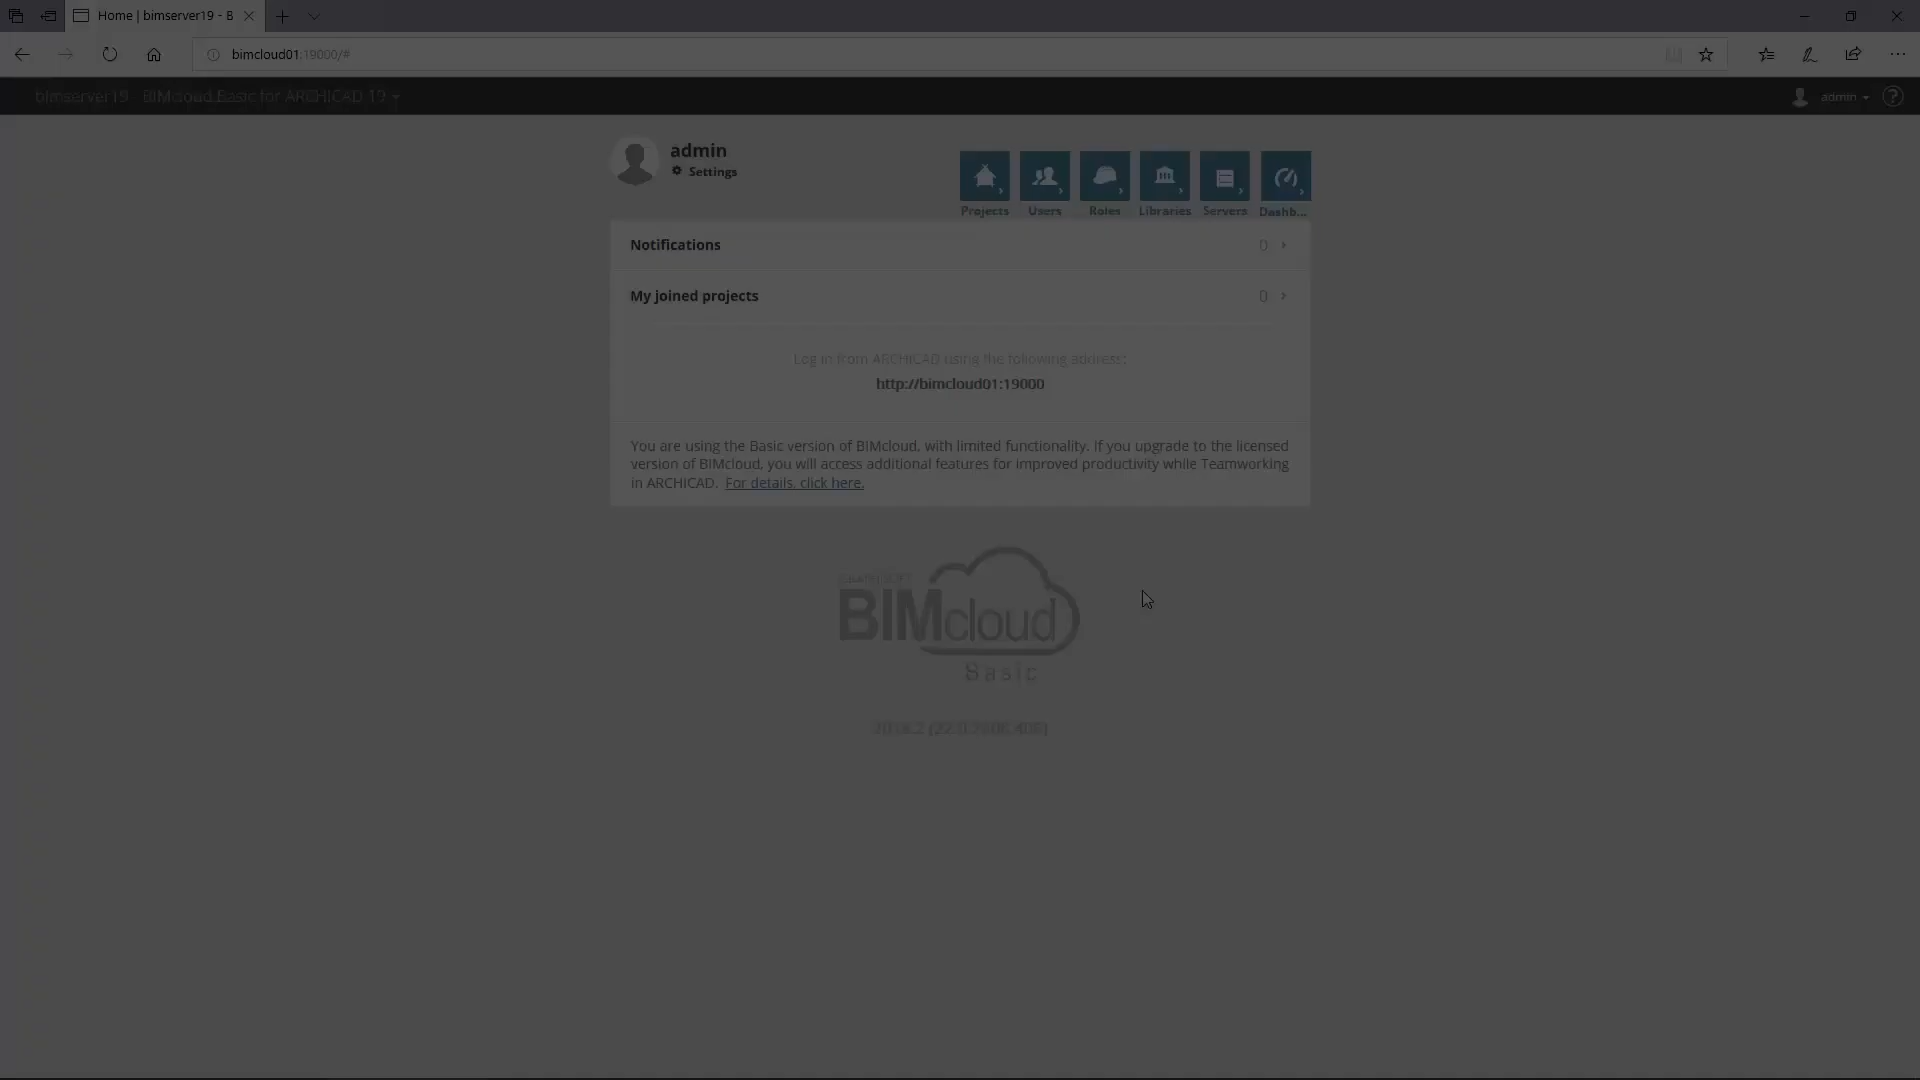 Home | bimserver19 - B
bimcloud01:19000/#
bimserver19 BIMcloud Basic for ARCHICAD 19
admin
admin
Settings
Projects Users Roles Libraries Servers Dashb...
Notifications 0
My joined projects 0
Log in from ARCHICAD using the following address:
http://bimcloud01:19000
You are using the Basic version of BIMcloud, with limited functionality. If you upgrade to the licensed
version of BIMcloud, you will access additional features for improved productivity while Teamworking
in ARCHICAD. For details, click here.
GRAPHISOFT
BIMcloud
Basic